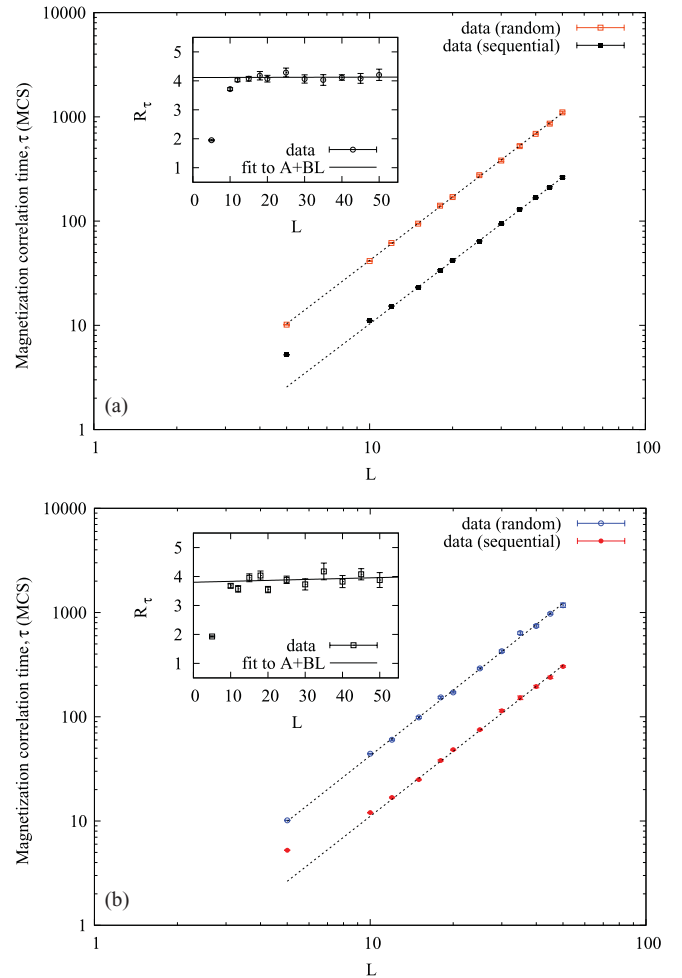 10000
1000
100
10
1
Magnetization correlation time, τ (MCS)
1 10 100
L
data (random)
data (sequential)
5
4
3
2
1
Rτ
0 10 20 30 40 50
L
data
fit to A+BL
(a)
10000
1000
100
10
1
Magnetization correlation time, τ (MCS)
1 10 100
L
data (random)
data (sequential)
5
4
3
2
1
Rτ
0 10 20 30 40 50
L
data
fit to A+BL
(b)